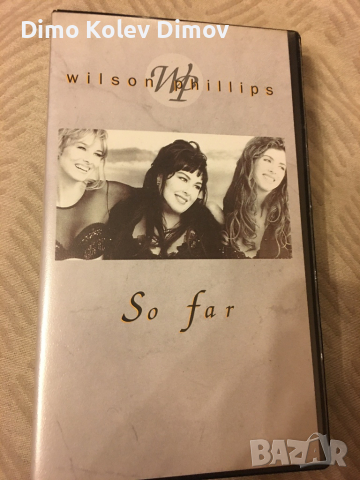 Dimo Kolev Dimov
wilson phillips
WP
So far
BAZAR